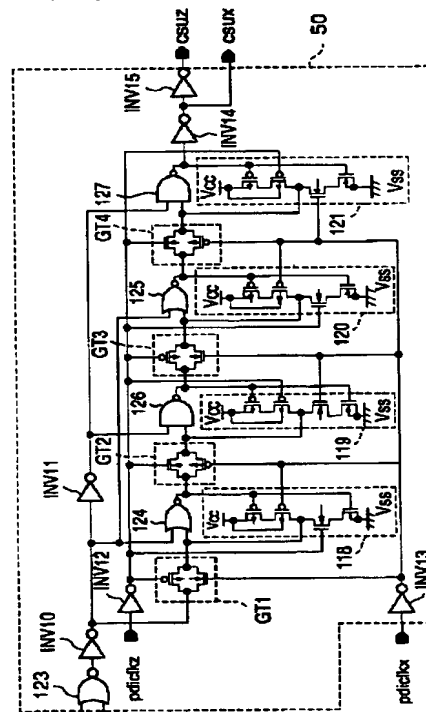 50
csuz
csux
INV15
INV14
127
GT4
Vcc
Vss
121
125
GT3
Vcc
Vss
120
126
GT2
INV11
Vcc
Vss
119
124
INV12
Vcc
Vss
118
GT1
INV10
123
pdiclkz
INV13
pdiclkx